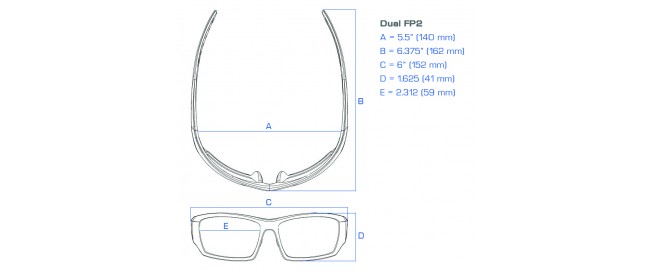 Dual FP2
A = 5.5" (140 mm)
B = 6.375" (162 mm)
C = 6" (152 mm)
D = 1.625 (41 mm)
E = 2.312 (59 mm)
A
B
C
E
D